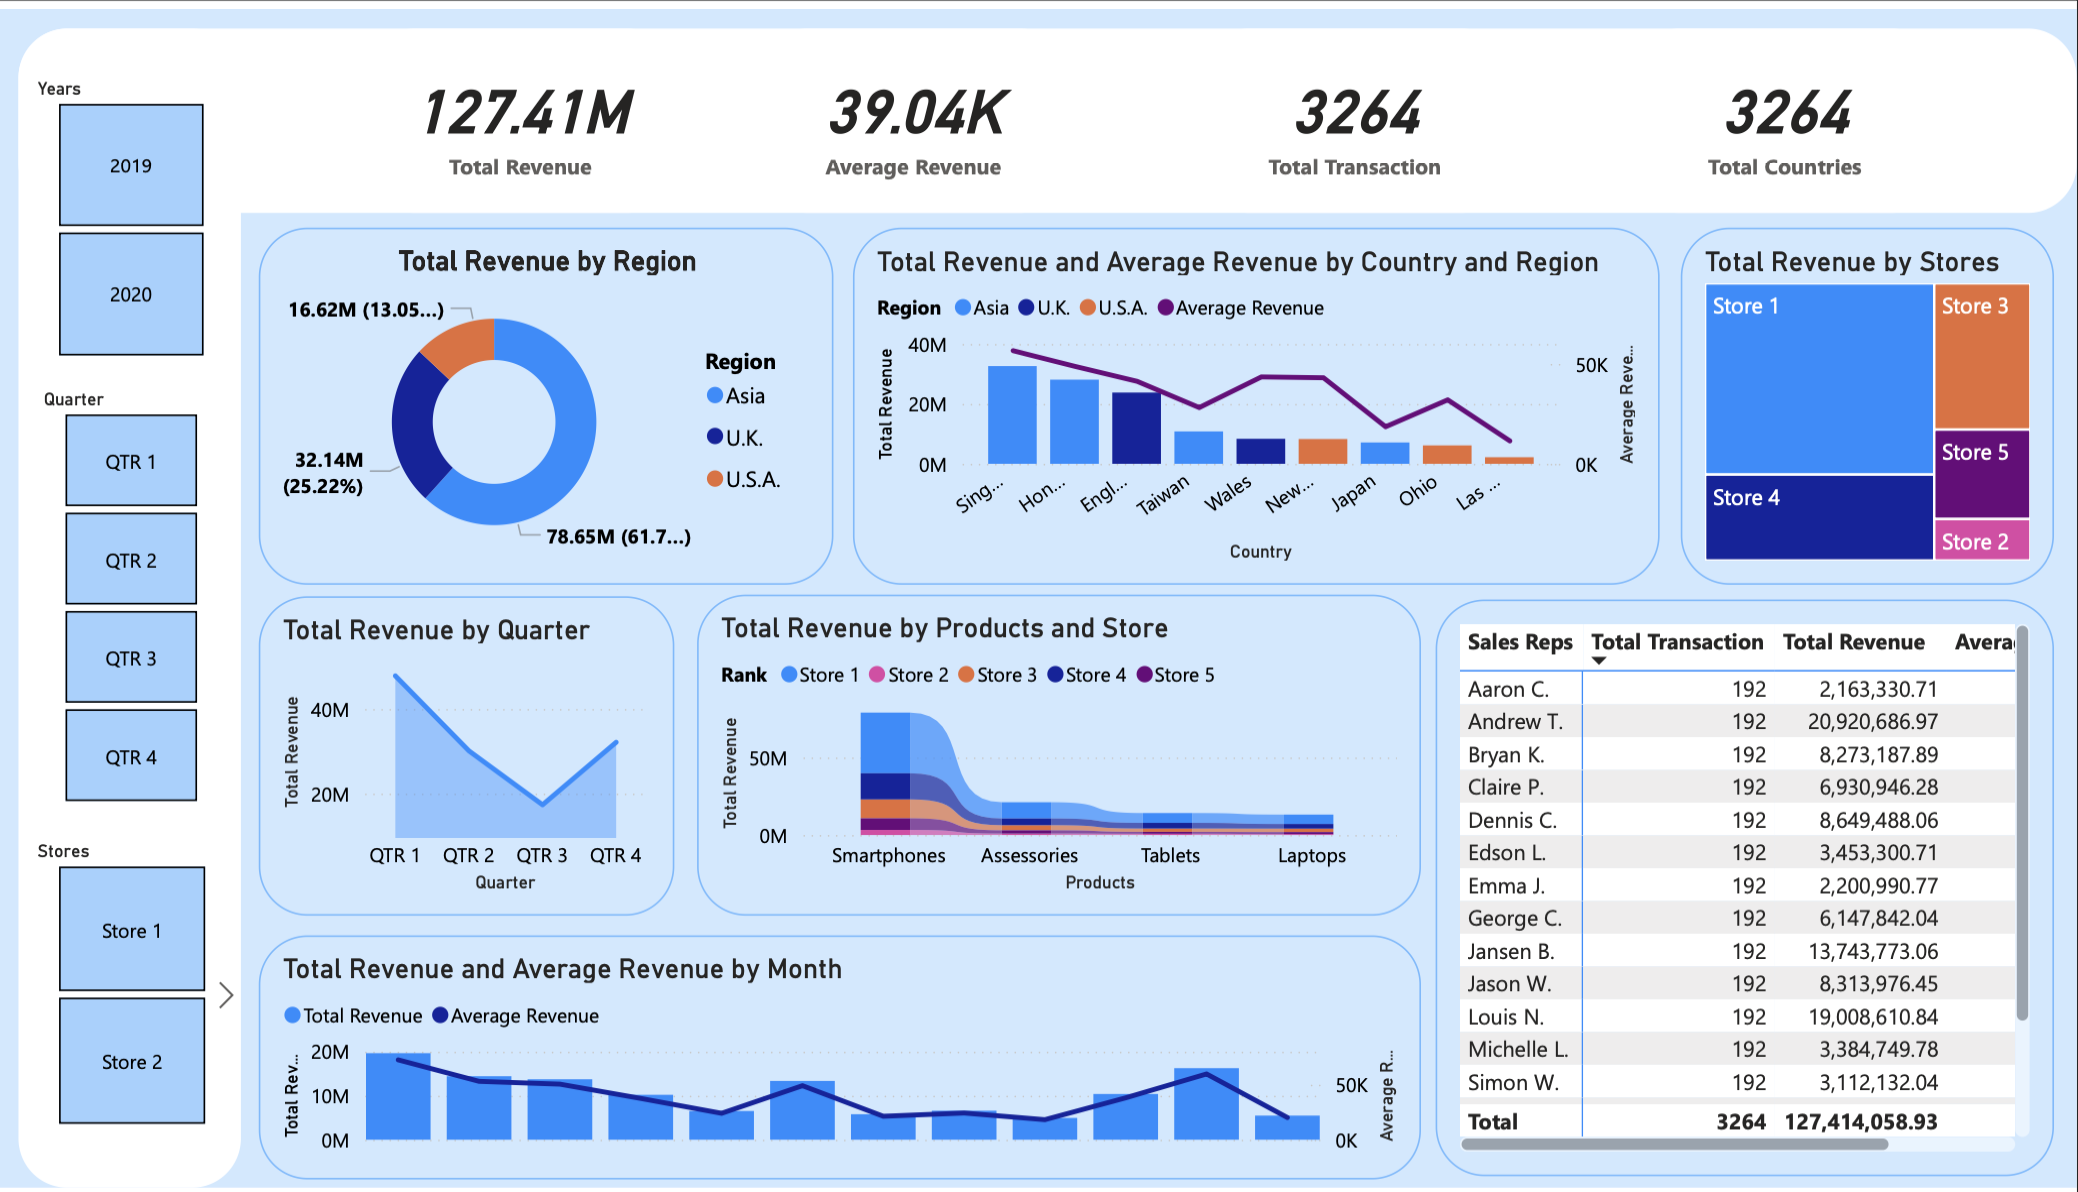 Years
2019
2020
Quarter
QTR 1
QTR 2
QTR 3
QTR 4
Stores
Store 1
Store 2
127.41M
Total Revenue
39.04K
Average Revenue
3264
Total Transaction
3264
Total Countries
Total Revenue by Region
16.62M (13.05...)
32.14M
(25.22%)
78.65M (61.7...)
Region
Asia
U.K.
U.S.A.
Total Revenue and Average Revenue by Country and Region
Region Asia U.K. U.S.A. Average Revenue
Total Revenue
40M
20M
0M
50K
0K
Average Reve...
Sing... Hon... Engl... Taiwan Wales New... Japan Ohio Las ...
Country
Total Revenue by Stores
Store 1
Store 4
Store 3
Store 5
Store 2
Total Revenue by Quarter
Total Revenue
40M
20M
QTR 1 QTR 2 QTR 3 QTR 4
Quarter
Total Revenue by Products and Store
Rank Store 1 Store 2 Store 3 Store 4 Store 5
Total Revenue
50M
0M
Smartphones Assessories Tablets Laptops
Products
Total Revenue and Average Revenue by Month
Total Revenue Average Revenue
Total Rev...
20M
10M
0M
50K
0K
Average R...
Sales Reps Total Transaction Total Revenue Averag
Aaron C. 192 2,163,330.71
Andrew T. 192 20,920,686.97
Bryan K. 192 8,273,187.89
Claire P. 192 6,930,946.28
Dennis C. 192 8,649,488.06
Edson L. 192 3,453,300.71
Emma J. 192 2,200,990.77
George C. 192 6,147,842.04
Jansen B. 192 13,743,773.06
Jason W. 192 8,313,976.45
Louis N. 192 19,008,610.84
Michelle L. 192 3,384,749.78
Simon W. 192 3,112,132.04
Total 3264 127,414,058.93